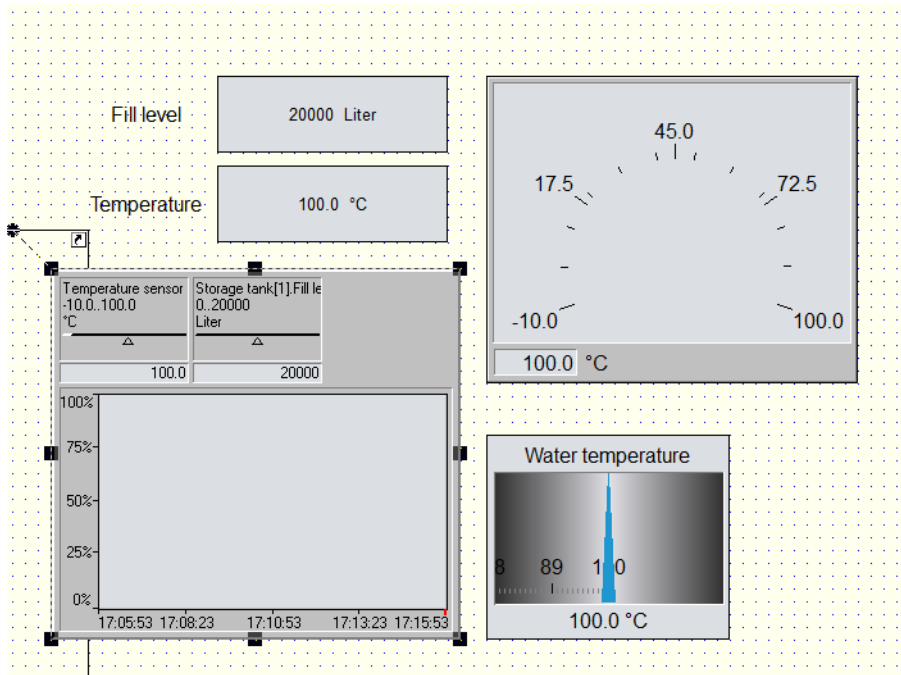 Fill level
20000 Liter
Temperature
100.0 °C
45.0
17.5
72.5
-10.0
100.0
100.0 °C
Temperature sensor
-10.0..100.0
°C
100.0
Storage tank[1].Fill le
0..20000
Liter
20000
100%
75%
50%
25%
0%
17:05:53 17:08:23 17:10:53 17:13:23 17:15:53
Water temperature
8 89 100
100.0 °C